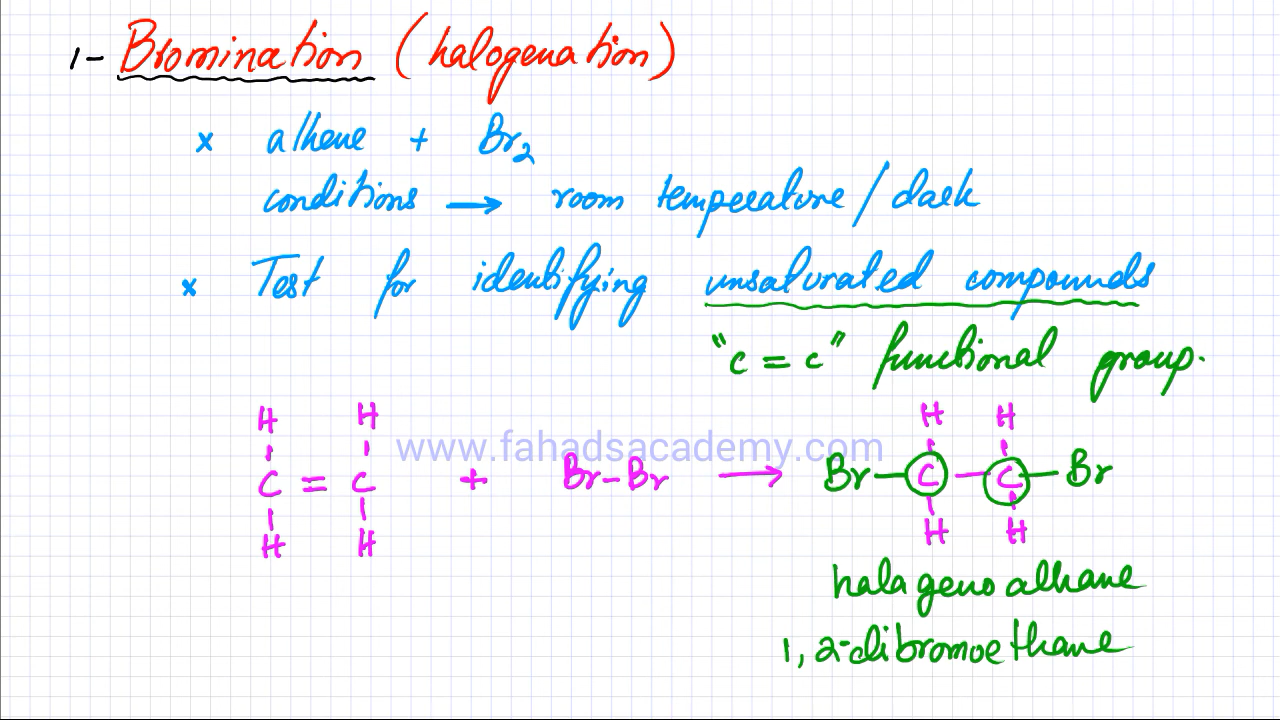 1- Bromination (halogenation)
x alkene + Br2
conditions → room temperature/dark
x Test for identifying unsaturated compounds
"c = c" functional group.
H H H H
www.fahadsacademy.com
C = C + Br-Br → Br-C-C-Br
H H H H
halogenoalkane
1, 2-dibromoethane